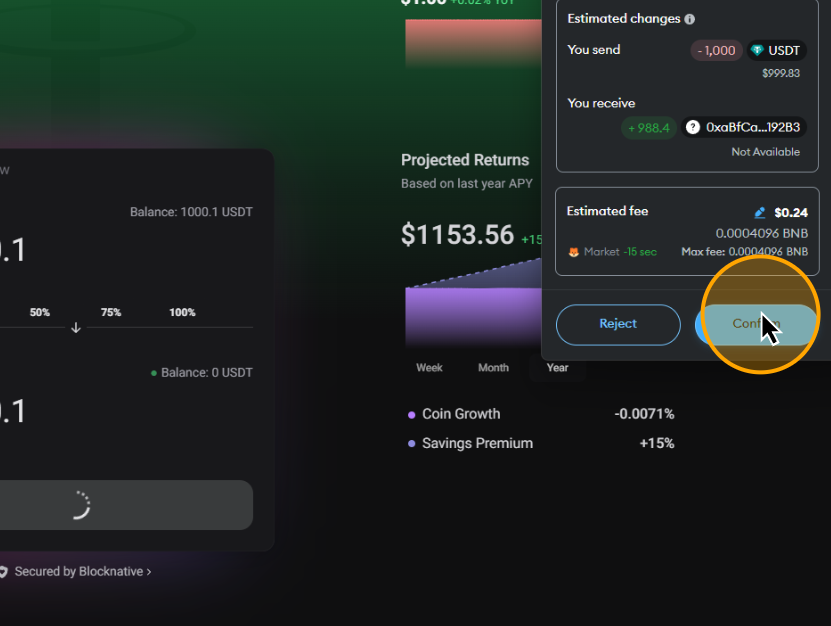 $1.00 +0.02% YoY
W
Balance: 1000.1 USDT
0.1
50% 75% 100%
Balance: 0 USDT
0.1
Secured by Blocknative >
Projected Returns
Based on last year APY
$1153.56 +15
Week Month Year
Coin Growth -0.0071%
Savings Premium +15%
Estimated changes
You send - 1,000 USDT
$999.83
You receive
+ 988.4 ? 0xaBfCa...192B3
Not Available
Estimated fee $0.24
0.0004096 BNB
Market ~15 sec Max fee: 0.0004096 BNB
Reject Confirm